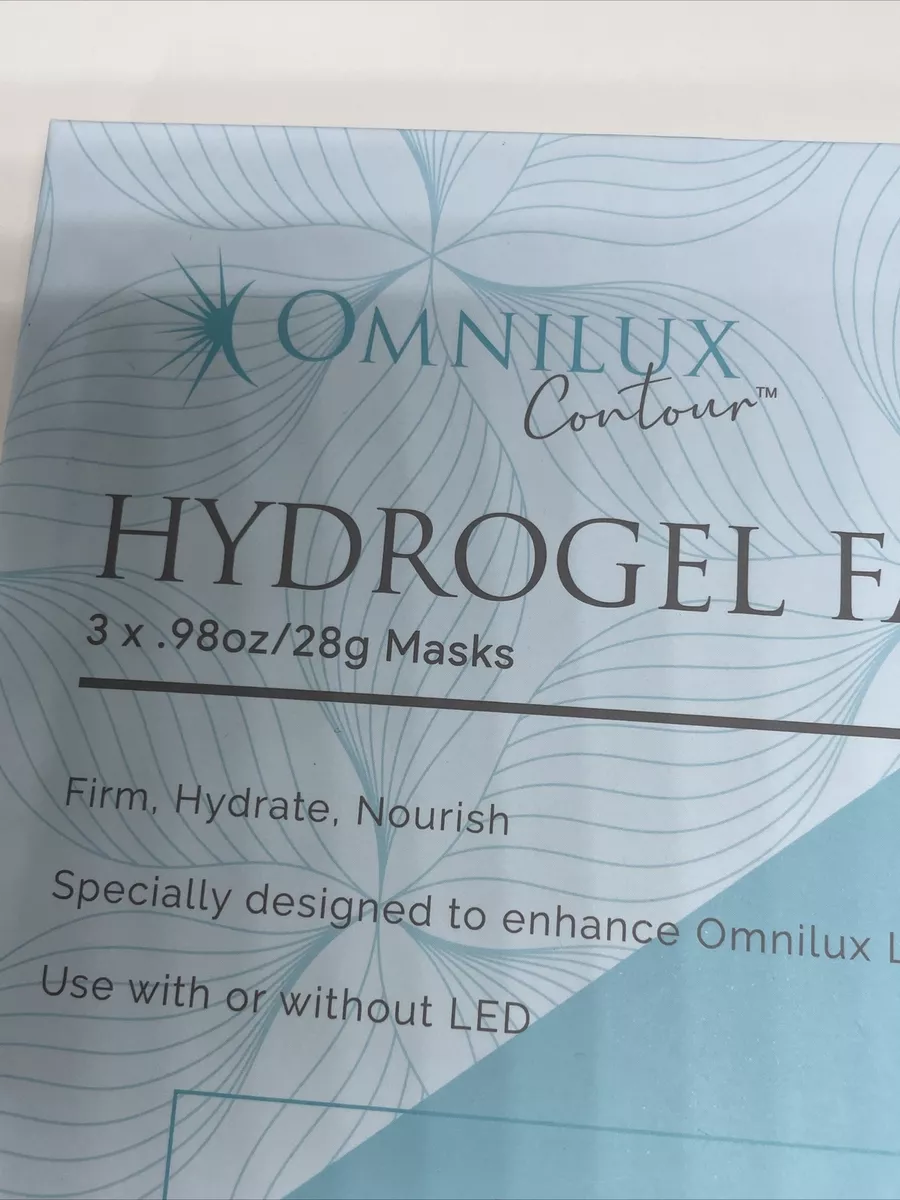 OMNILUX
Contour™
HYDROGEL FA
3 x .98oz/28g Masks
Firm, Hydrate, Nourish
Specially designed to enhance Omnilux L
Use with or without LED